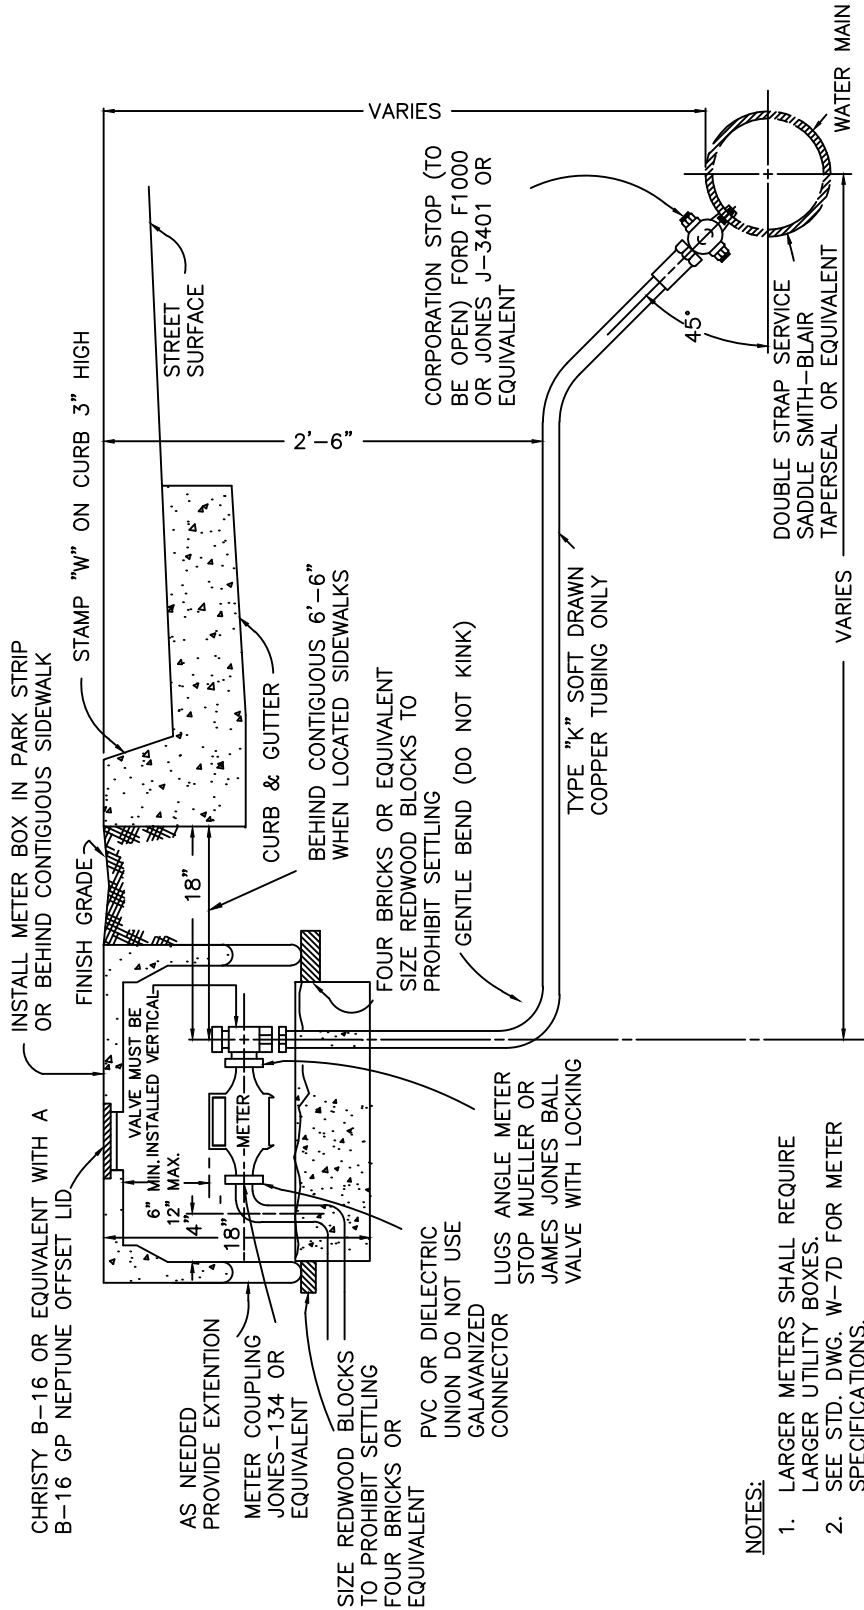 CHRISTY B-16 OR EQUIVALENT WITH A
B-16 GP NEPTUNE OFFSET LID
INSTALL METER BOX IN PARK STRIP
OR BEHIND CONTIGUOUS SIDEWALK
FINISH GRADE
STAMP "W" ON CURB 3" HIGH
STREET
SURFACE
VARIES
VALVE MUST BE
INSTALLED VERTICAL
6" MIN.
12" MAX.
4"
18"
METER
18"
CURB & GUTTER
BEHIND CONTIGUOUS 6'-6"
WHEN LOCATED SIDEWALKS
2'-6"
AS NEEDED
PROVIDE EXTENTION
METER COUPLING
JONES-134 OR
EQUIVALENT
SIZE REDWOOD BLOCKS
TO PROHIBIT SETTLING
FOUR BRICKS OR
EQUIVALENT
PVC OR DIELECTRIC
UNION DO NOT USE
GALAVANIZED
CONNECTOR
LUGS ANGLE METER
STOP MUELLER OR
JAMES JONES BALL
VALVE WITH LOCKING
FOUR BRICKS OR EQUIVALENT
SIZE REDWOOD BLOCKS TO
PROHIBIT SETTLING
GENTLE BEND (DO NOT KINK)
TYPE "K" SOFT DRAWN
COPPER TUBING ONLY
CORPORATION STOP (TO
BE OPEN) FORD F1000
OR JONES J-3401 OR
EQUIVALENT
45°
DOUBLE STRAP SERVICE
SADDLE SMITH-BLAIR
TAPERSEAL OR EQUIVALENT
WATER MAIN
VARIES
NOTES:
1. LARGER METERS SHALL REQUIRE
LARGER UTILITY BOXES.
2. SEE STD. DWG. W-7D FOR METER
SPECIFICATIONS.